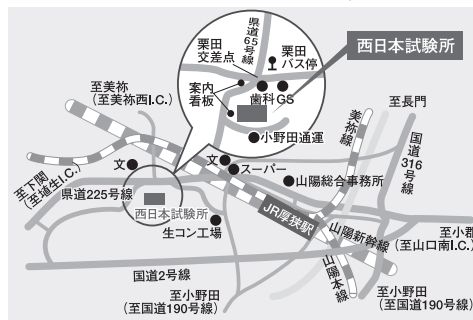 県道65号線
栗田
交差点
栗田
バス停
西日本試験所
案内
看板
歯科
GS
小野田通運
至美祢
(至美祢西I.C.)
至長門
美祢線
国道
316号線
文
文
スーパー
山陽総合事務所
至下関
(至埴生I.C.)
県道225号線
西日本試験所
生コン工場
JR厚狭駅
山陽新幹線
至小郡
(至山口南I.C.)
山陽本線
国道2号線
至小野田
(至国道190号線)
至小野田
(至国道190号線)